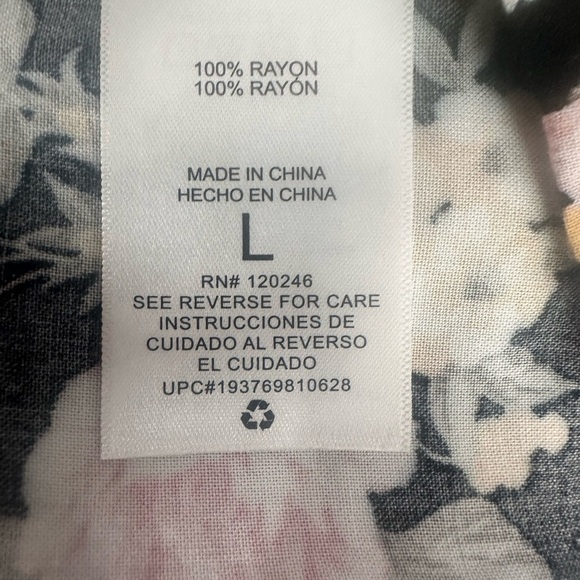 100% RAYON
100% RAYÓN
MADE IN CHINA
HECHO EN CHINA
L
RN# 120246
SEE REVERSE FOR CARE
INSTRUCCIONES DE
CUIDADO AL REVERSO
EL CUIDADO
UPC#193769810628